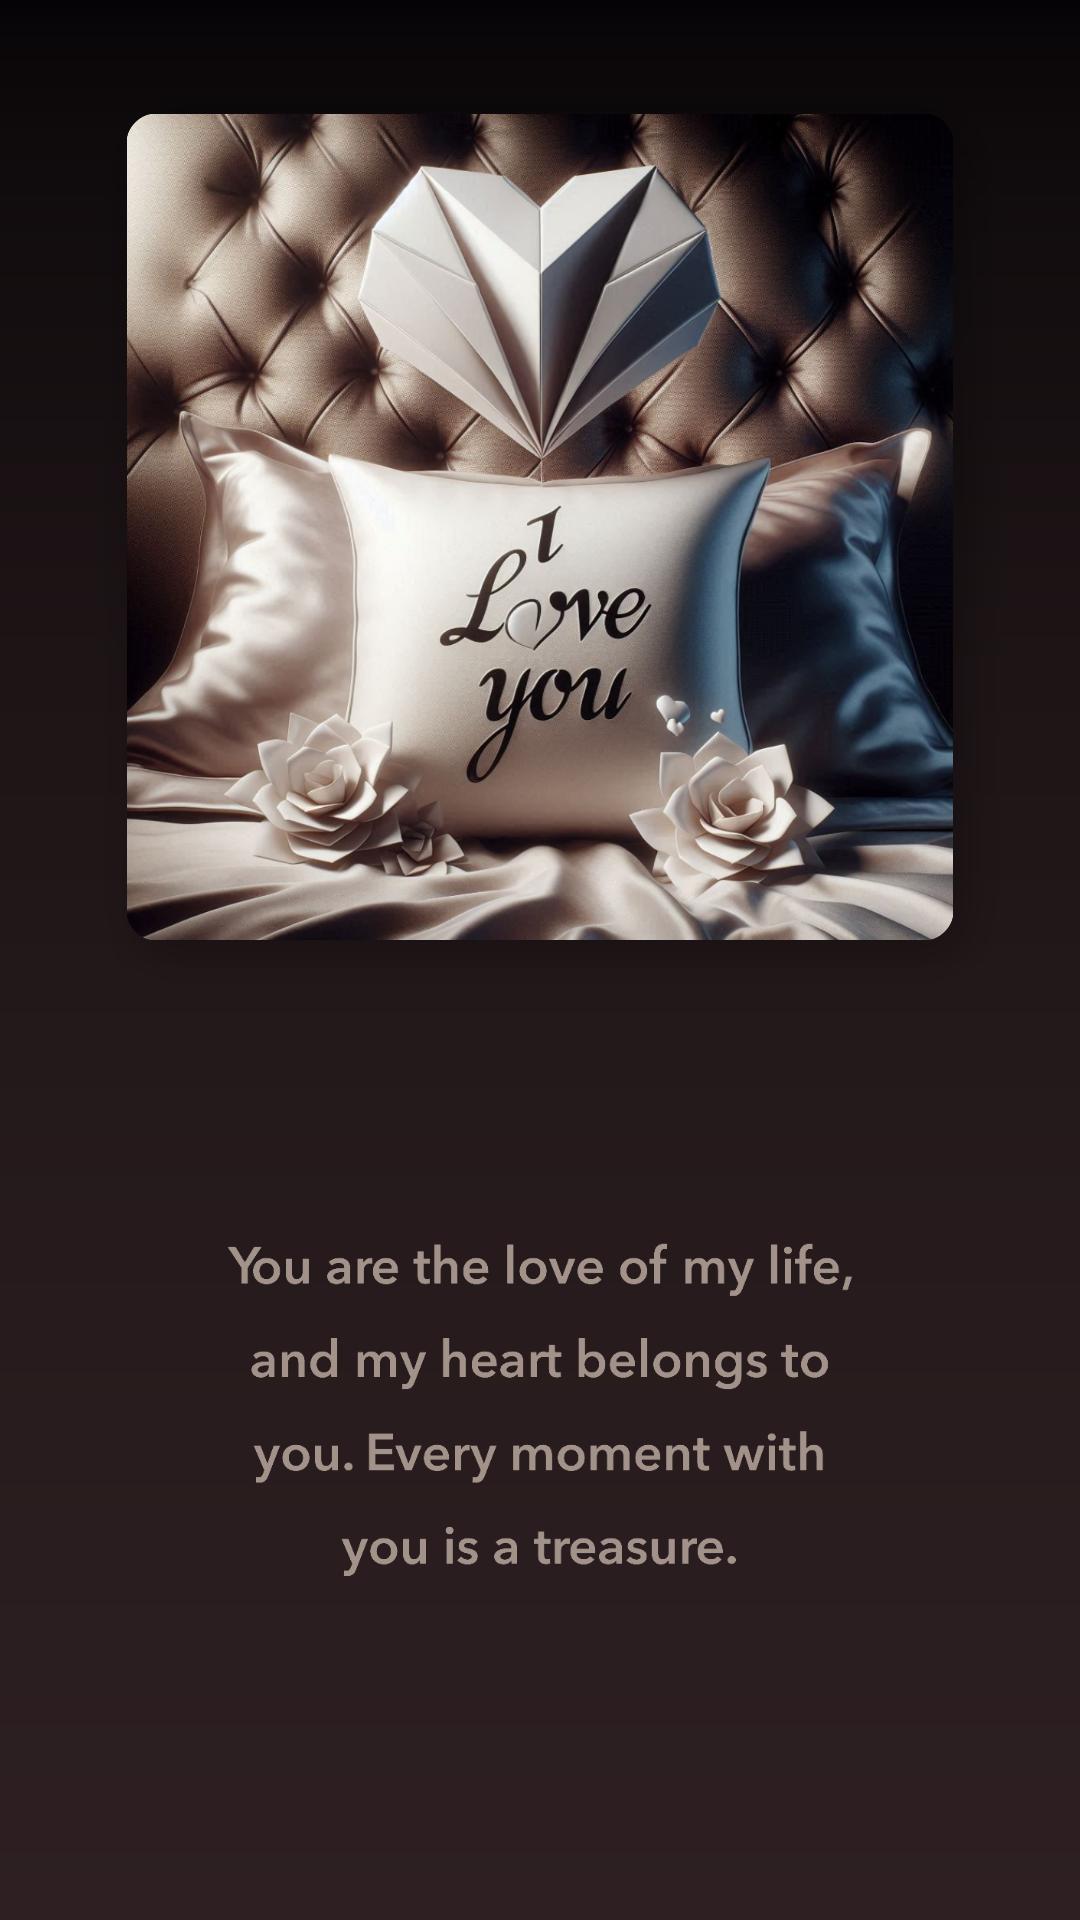 I
Love
you
You are the love of my life,
and my heart belongs to
you. Every moment with
you is a treasure.